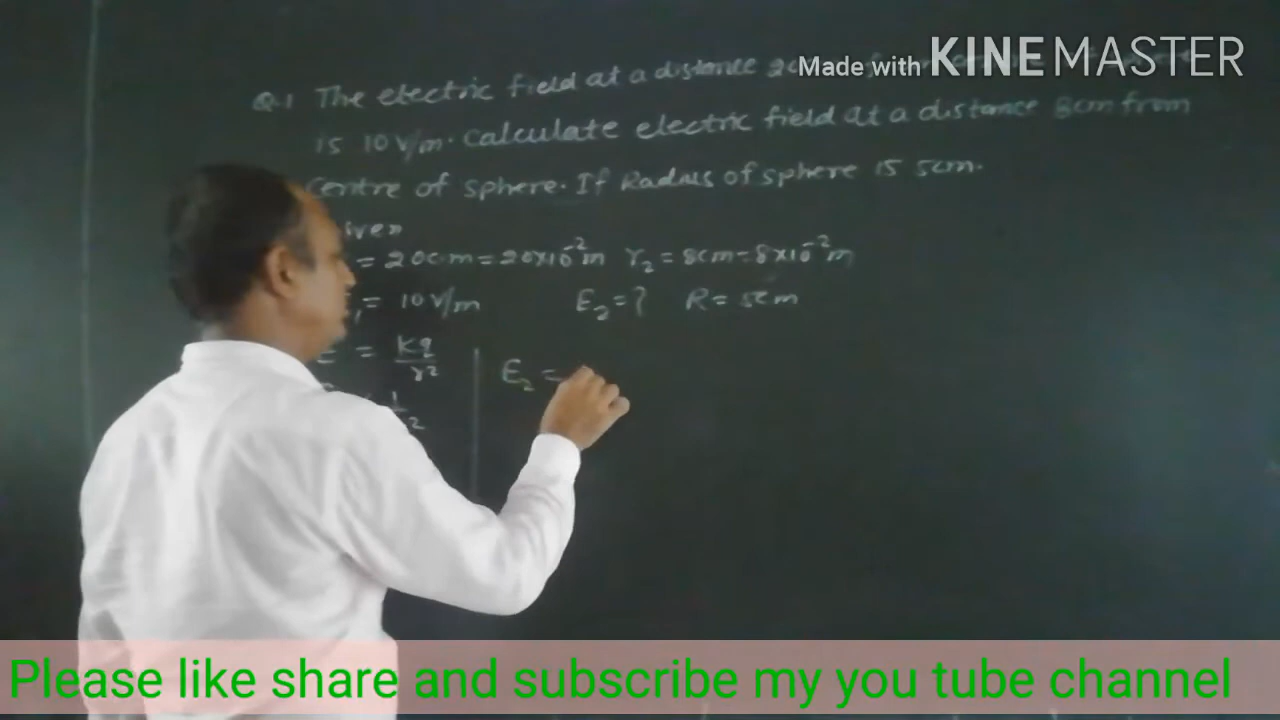 Made with KINEMASTER
Q.1 The electric field at a distance
is 10 V/m. Calculate electric field at a distance 8cm from
Centre of sphere. If Radius of sphere is 5cm.
= 20cm = 20×10⁻²m r₂ = 8cm = 8×10⁻²m
= 10 V/m E₂ = ? R = 5cm
E = Kq/r² E₂ =
Please like share and subscribe my you tube channel